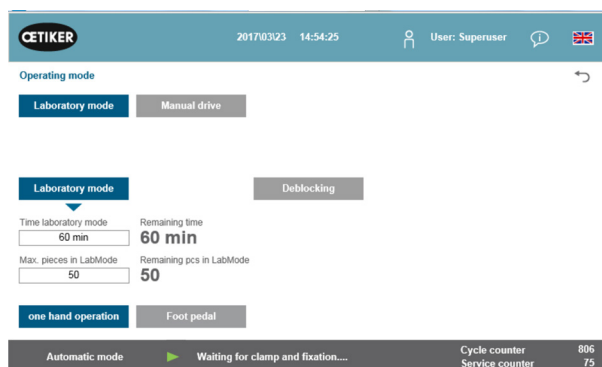 ŒTIKER
2017\03\23 14:54:25
User: Superuser
i
Operating mode
Laboratory mode
Manual drive
Laboratory mode
Deblocking
Time laboratory mode
Remaining time
60 min
60 min
Max. pieces in LabMode
Remaining pcs in LabMode
50
50
one hand operation
Foot pedal
Automatic mode
Waiting for clamp and fixation....
Cycle counter 806
Service counter 75